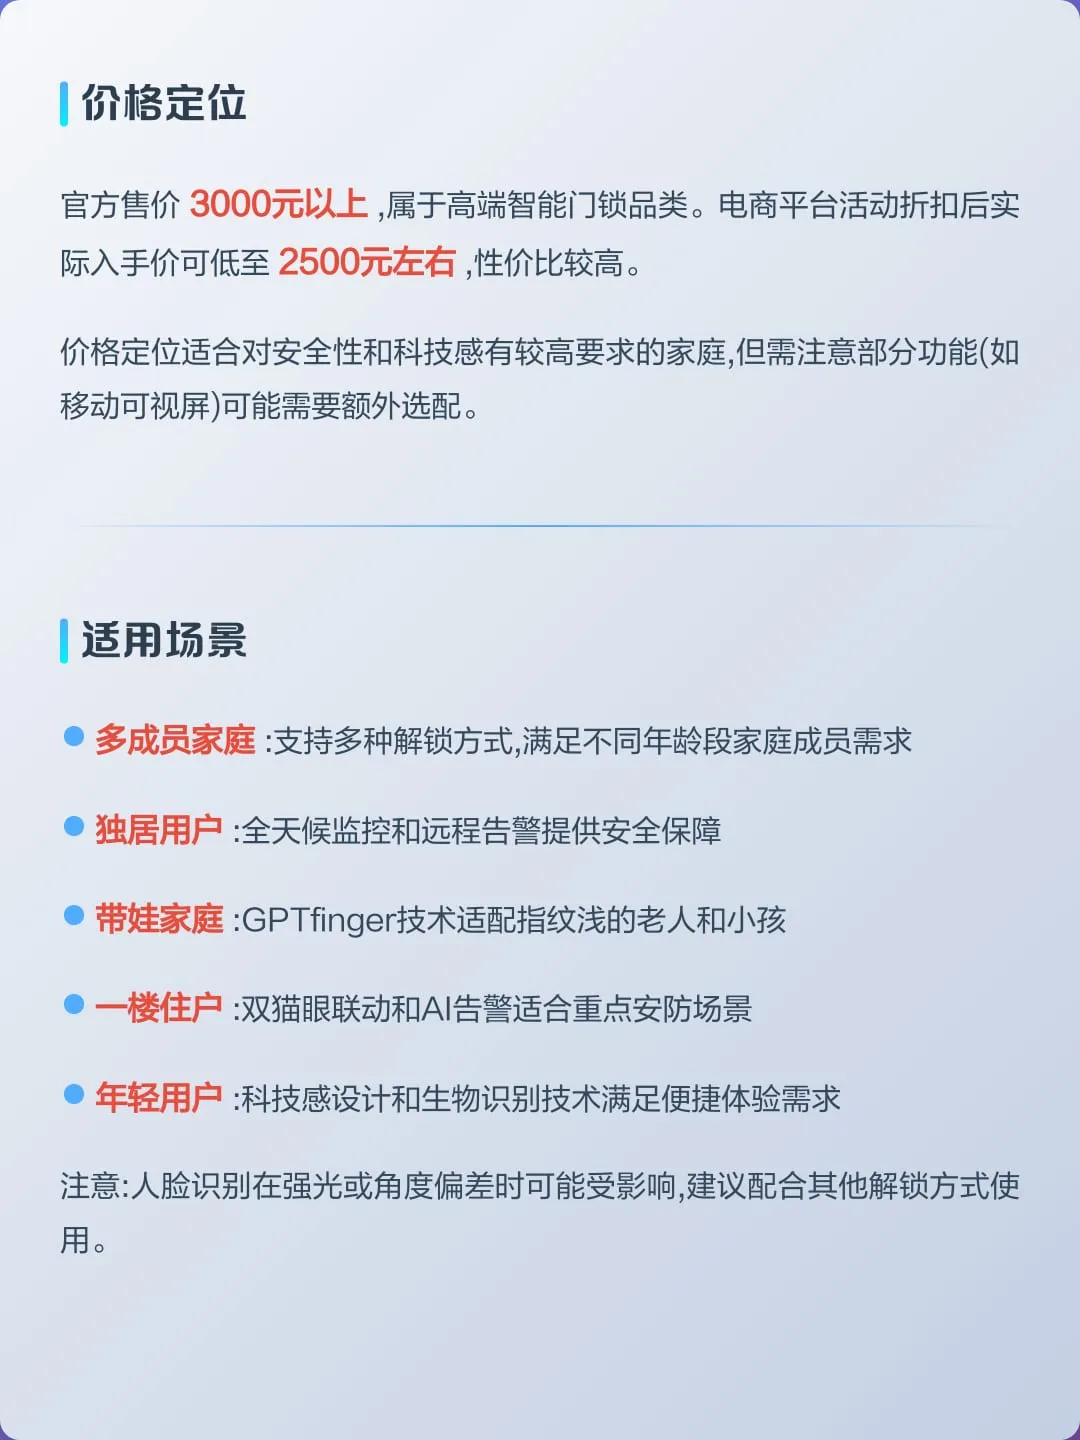 价格定位
官方售价 3000元以上 ,属于高端智能门锁品类。电商平台活动折扣后实
际入手价可低至 2500元左右 ,性价比较高。
价格定位适合对安全性和科技感有较高要求的家庭,但需注意部分功能(如
移动可视屏)可能需要额外选配。
适用场景
多成员家庭 :支持多种解锁方式,满足不同年龄段家庭成员需求
独居用户 :全天候监控和远程告警提供安全保障
带娃家庭 :GPTfinger技术适配指纹浅的老人和小孩
一楼住户 :双猫眼联动和AI告警适合重点安防场景
年轻用户 :科技感设计和生物识别技术满足便捷体验需求
注意:人脸识别在强光或角度偏差时可能受影响,建议配合其他解锁方式使
用。